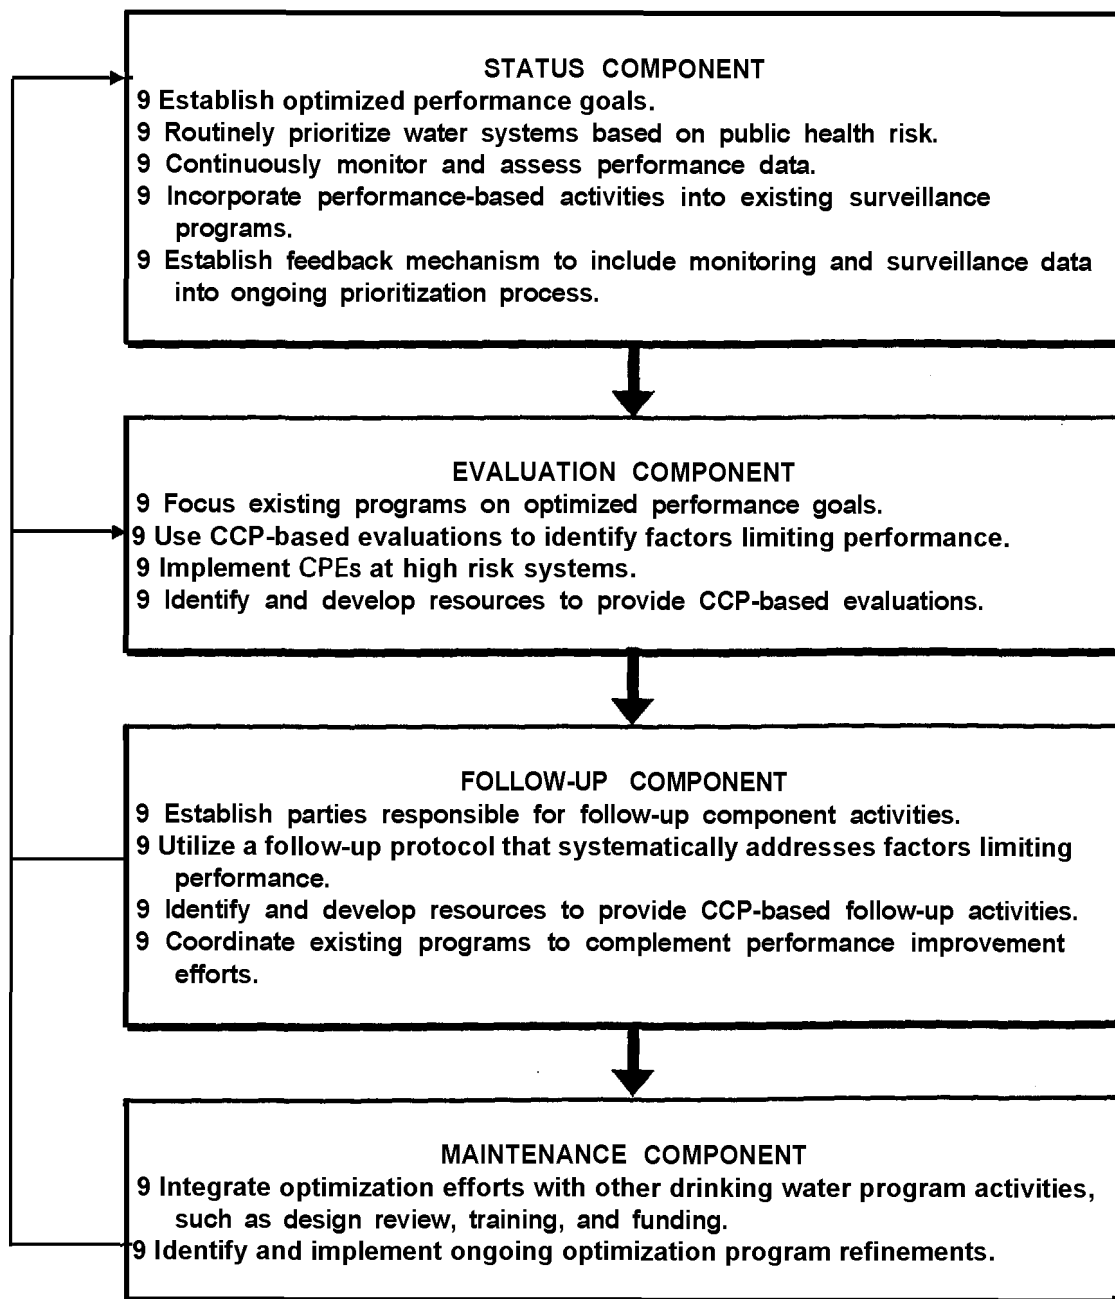 STATUS COMPONENT
9 Establish optimized performance goals.
9 Routinely prioritize water systems based on public health risk.
9 Continuously monitor and assess performance data.
9 Incorporate performance-based activities into existing surveillance
programs.
9 Establish feedback mechanism to include monitoring and surveillance data
into ongoing prioritization process.
EVALUATION COMPONENT
9 Focus existing programs on optimized performance goals.
9 Use CCP-based evaluations to identify factors limiting performance.
9 Implement CPEs at high risk systems.
9 Identify and develop resources to provide CCP-based evaluations.
FOLLOW-UP COMPONENT
9 Establish parties responsible for follow-up component activities.
9 Utilize a follow-up protocol that systematically addresses factors limiting
performance.
9 Identify and develop resources to provide CCP-based follow-up activities.
9 Coordinate existing programs to complement performance improvement
efforts.
MAINTENANCE COMPONENT
9 Integrate optimization efforts with other drinking water program activities,
such as design review, training, and funding.
9 Identify and implement ongoing optimization program refinements.